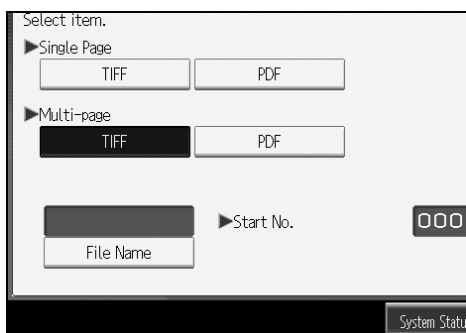 Select item.
▶Single Page
TIFF PDF
▶Multi-page
TIFF PDF
▶Start No. 000
File Name
System Statu